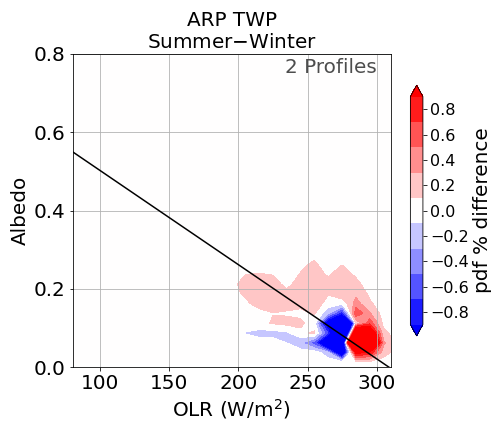 ARP TWP
Summer−Winter
2 Profiles
Albedo
0.8
0.6
0.4
0.2
0.0
100 150 200 250 300
OLR (W/m²)
0.8
0.6
0.4
0.2
0.0
−0.2
−0.4
−0.6
−0.8
pdf % difference